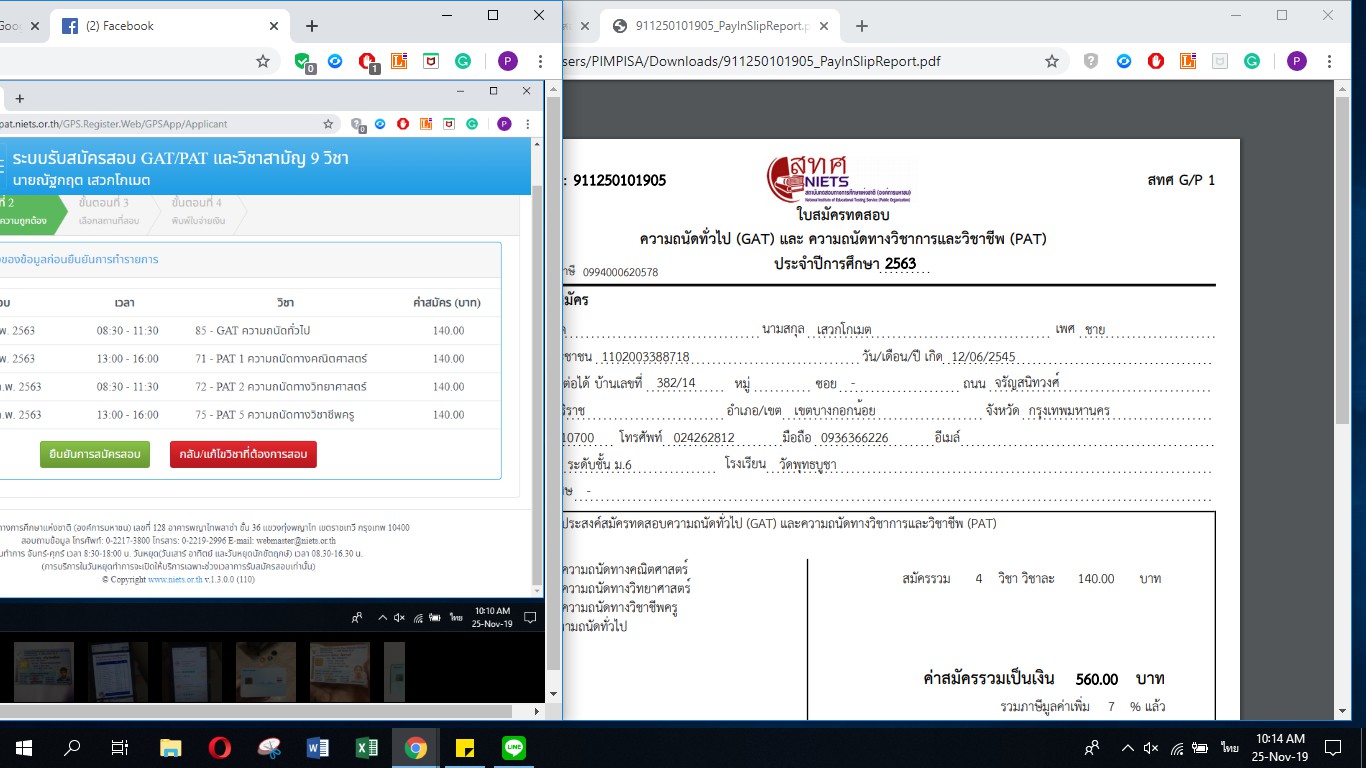 (2) Facebook
pat.niets.or.th/GPS.Register.Web/GPSApp/Applicant
ระบบรับสมัครสอบ GAT/PAT และวิชาสามัญ 9 วิชา
นายณัฐกฤต เสวกโกเมต
ที่ 2 ขั้นตอนที่ 3 ขั้นตอนที่ 4
ความถูกต้อง เลือกสถานที่สอบ พิมพ์ใบจ่ายเงิน
ของข้อมูลก่อนยืนยันการทำรายการ
อบ เวลา วิชา ค่าสมัคร (บาท)
พ. 2563 08:30 - 11:30 85 - GAT ความถนัดทั่วไป 140.00
พ. 2563 13:00 - 16:00 71 - PAT 1 ความถนัดทางคณิตศาสตร์ 140.00
.พ. 2563 08:30 - 11:30 72 - PAT 2 ความถนัดทางวิทยาศาสตร์ 140.00
.พ. 2563 13:00 - 16:00 75 - PAT 5 ความถนัดทางวิชาชีพครู 140.00
ยืนยันการสมัครสอบ กลับ/แก้ไขวิชาที่ต้องการสอบ
ทางการศึกษาแห่งชาติ (องค์การมหาชน) เลขที่ 128 อาคารพญาไทพลาซ่า ชั้น 36 แขวงทุ่งพญาไท เขตราชเทวี กรุงเทพ 10400
สอบถามข้อมูล โทรศัพท์: 0-2217-3800 โทรสาร: 0-2219-2996 E-mail: webmaster@niets.or.th
ทำการ จันทร์-ศุกร์ เวลา 8:30-18:00 น. วันหยุด(วันเสาร์ อาทิตย์ และวันหยุดนักขัตฤกษ์) เวลา 08.30-16.30 น.
(การบริการในวันหยุดทำการจะเปิดให้บริการเฉพาะช่วงเวลาการรับสมัครสอบเท่านั้น)
© Copyright www.niets.or.th v.1.3.0.0 (110)
ไทย 10:10 AM
25-Nov-19
911250101905_PayInSlipReport.p
sers/PIMPISA/Downloads/911250101905_PayInSlipReport.pdf
: 911250101905
สทศ
NIETS
สถาบันทดสอบทางการศึกษาแห่งชาติ (องค์การมหาชน)
National Institute of Educational Testing Service (Public Organization)
สทศ G/P 1
ใบสมัครทดสอบ
ความถนัดทั่วไป (GAT) และ ความถนัดทางวิชาการและวิชาชีพ (PAT)
ประจำปีการศึกษา 2563
าษี 0994000620578
มัคร
นามสกุล เสวกโกเมต เพศ ชาย
ชาชน 1102003388718 วัน/เดือน/ปี เกิด 12/06/2545
ต่อได้ บ้านเลขที่ 382/14 หมู่ ซอย - ถนน จรัญสนิทวงศ์
ริราช อำเภอ/เขต เขตบางกอกน้อย จังหวัด กรุงเทพมหานคร
10700 โทรศัพท์ 024262812 มือถือ 0936366226 อีเมล์
ระดับชั้น ม.6 โรงเรียน วัดพุทธบูชา
ษ -
ประสงค์สมัครทดสอบความถนัดทั่วไป (GAT) และความถนัดทางวิชาการและวิชาชีพ (PAT)
ความถนัดทางคณิตศาสตร์
ความถนัดทางวิทยาศาสตร์
ความถนัดทางวิชาชีพครู
ามถนัดทั่วไป
สมัครรวม 4 วิชา วิชาละ 140.00 บาท
ค่าสมัครรวมเป็นเงิน 560.00 บาท
รวมภาษีมูลค่าเพิ่ม 7 % แล้ว
ไทย 10:14 AM
25-Nov-19